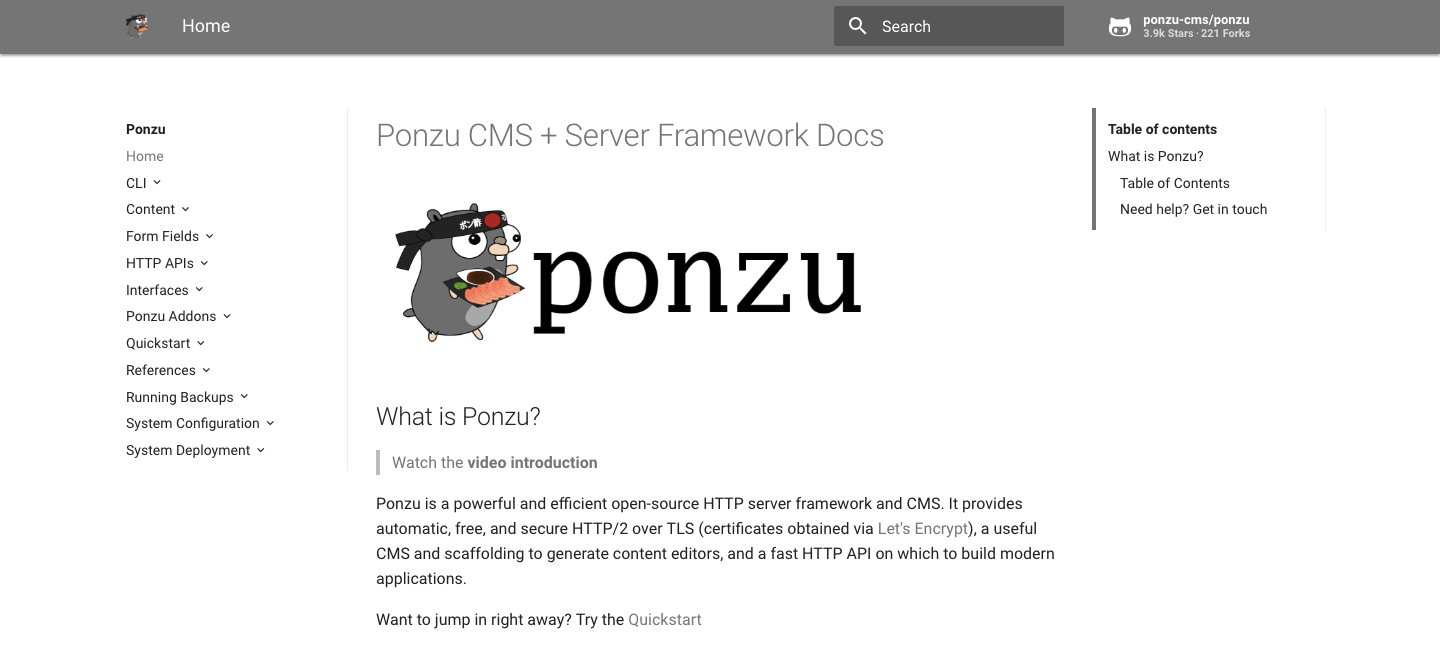 Home
Search
ponzu-cms/ponzu
3.9k Stars · 221 Forks
Ponzu
Home
CLI
Content
Form Fields
HTTP APIs
Interfaces
Ponzu Addons
Quickstart
References
Running Backups
System Configuration
System Deployment
Ponzu CMS + Server Framework Docs
ポン酢
ponzu
What is Ponzu?
Watch the video introduction
Ponzu is a powerful and efficient open-source HTTP server framework and CMS. It provides
automatic, free, and secure HTTP/2 over TLS (certificates obtained via Let's Encrypt), a useful
CMS and scaffolding to generate content editors, and a fast HTTP API on which to build modern
applications.
Want to jump in right away? Try the Quickstart
Table of contents
What is Ponzu?
Table of Contents
Need help? Get in touch